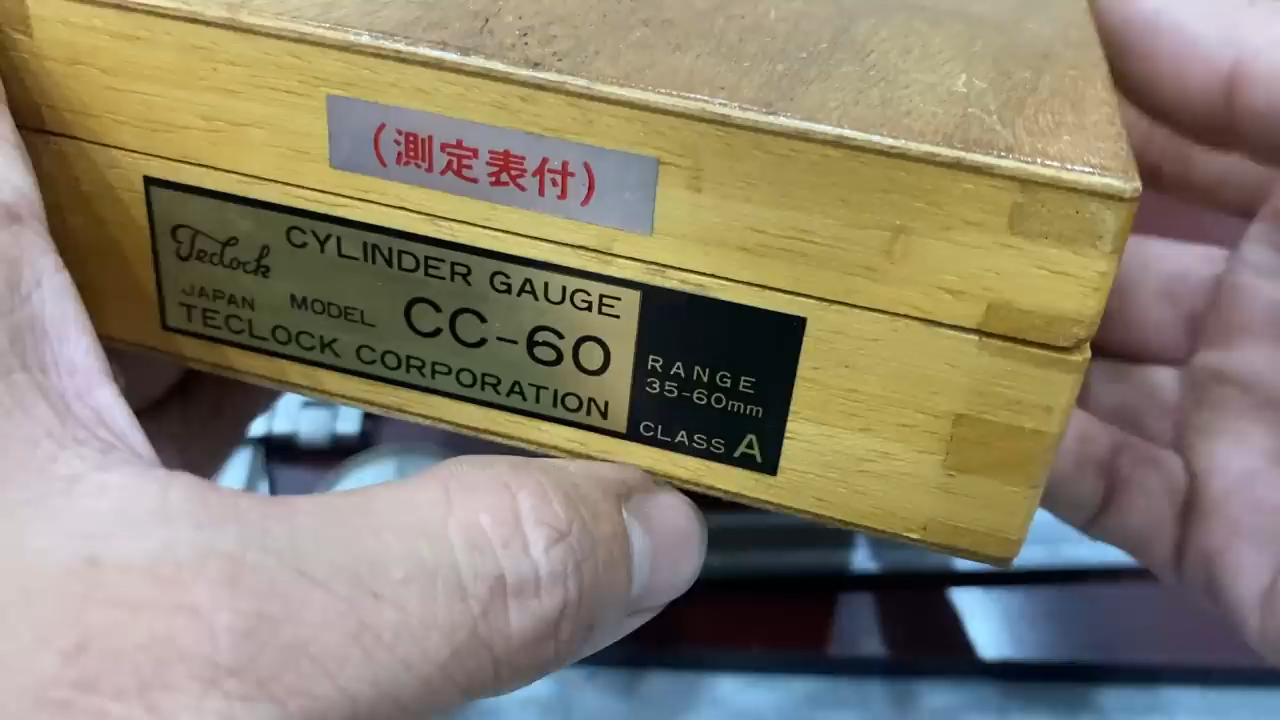 (測定表付)
Teclock
CYLINDER GAUGE
JAPAN MODEL CC-60
TECLOCK CORPORATION
RANGE
35-60mm
CLASS A